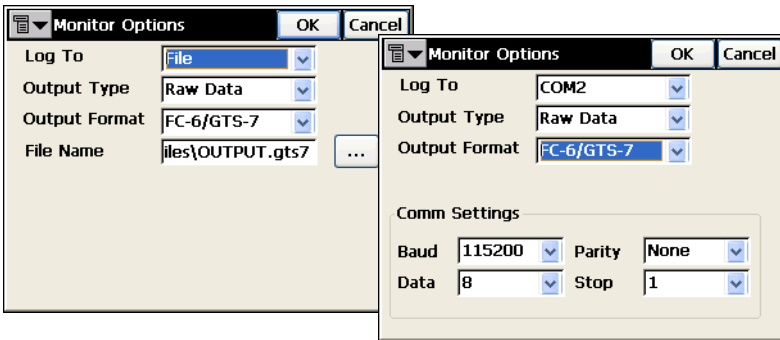 Monitor Options OK Cancel
Log To File
Output Type Raw Data
Output Format FC-6/GTS-7
File Name iles\OUTPUT.gts7 ...
Monitor Options OK Cancel
Log To COM2
Output Type Raw Data
Output Format FC-6/GTS-7
Comm Settings
Baud 115200 Parity None
Data 8 Stop 1